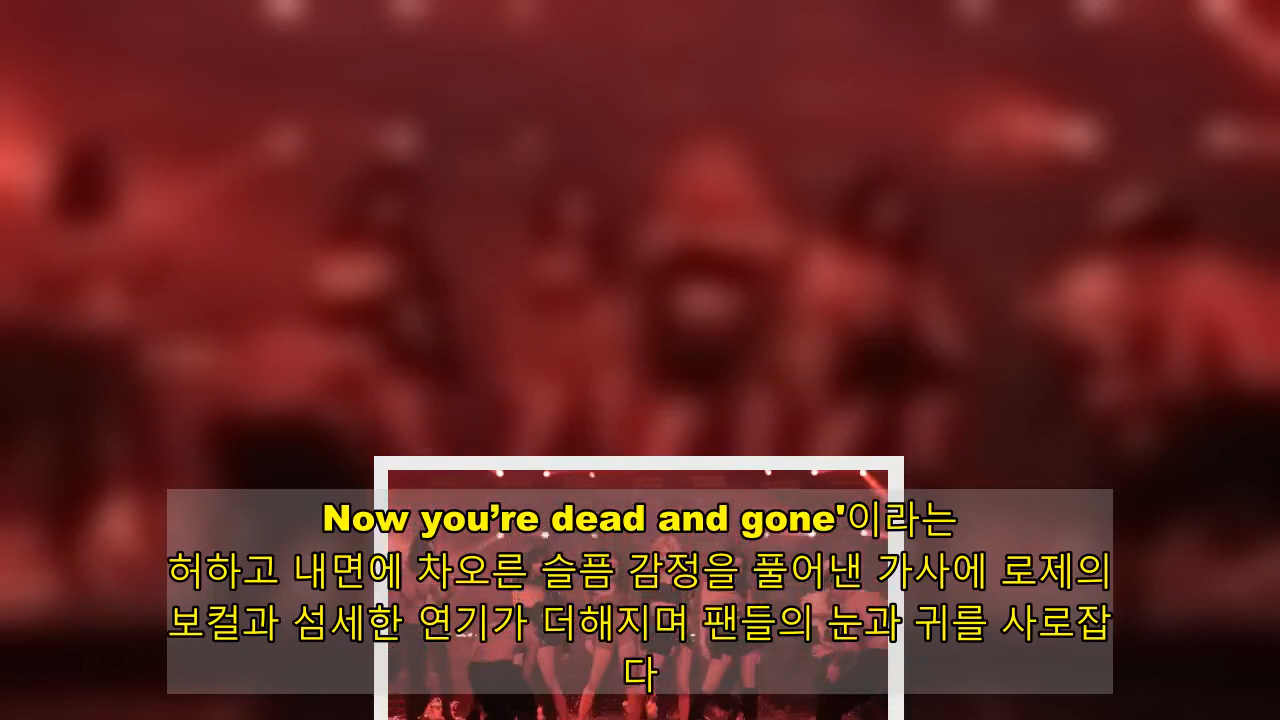 Now you’re dead and gone'이라는
허하고 내면에 차오른 슬픔 감정을 풀어낸 가사에 로제의
보컬과 섬세한 연기가 더해지며 팬들의 눈과 귀를 사로잡
다